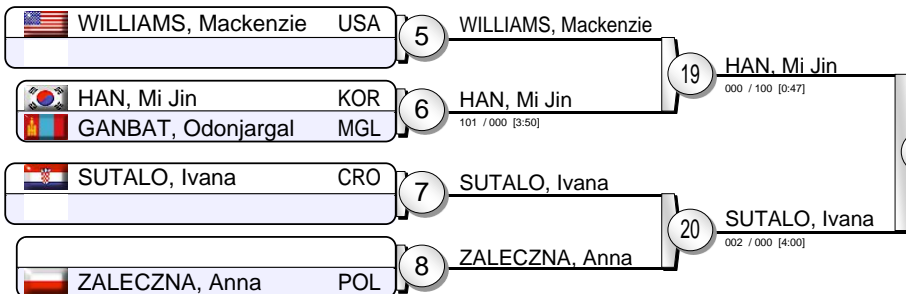 WILLIAMS, Mackenzie USA
5
WILLIAMS, Mackenzie
19
HAN, Mi Jin
000 / 100 [0:47]
HAN, Mi Jin KOR
GANBAT, Odonjargal MGL
6
HAN, Mi Jin
101 / 000 [3:50]
SUTALO, Ivana CRO
7
SUTALO, Ivana
20
SUTALO, Ivana
002 / 000 [4:00]
ZALECZNA, Anna POL
8
ZALECZNA, Anna